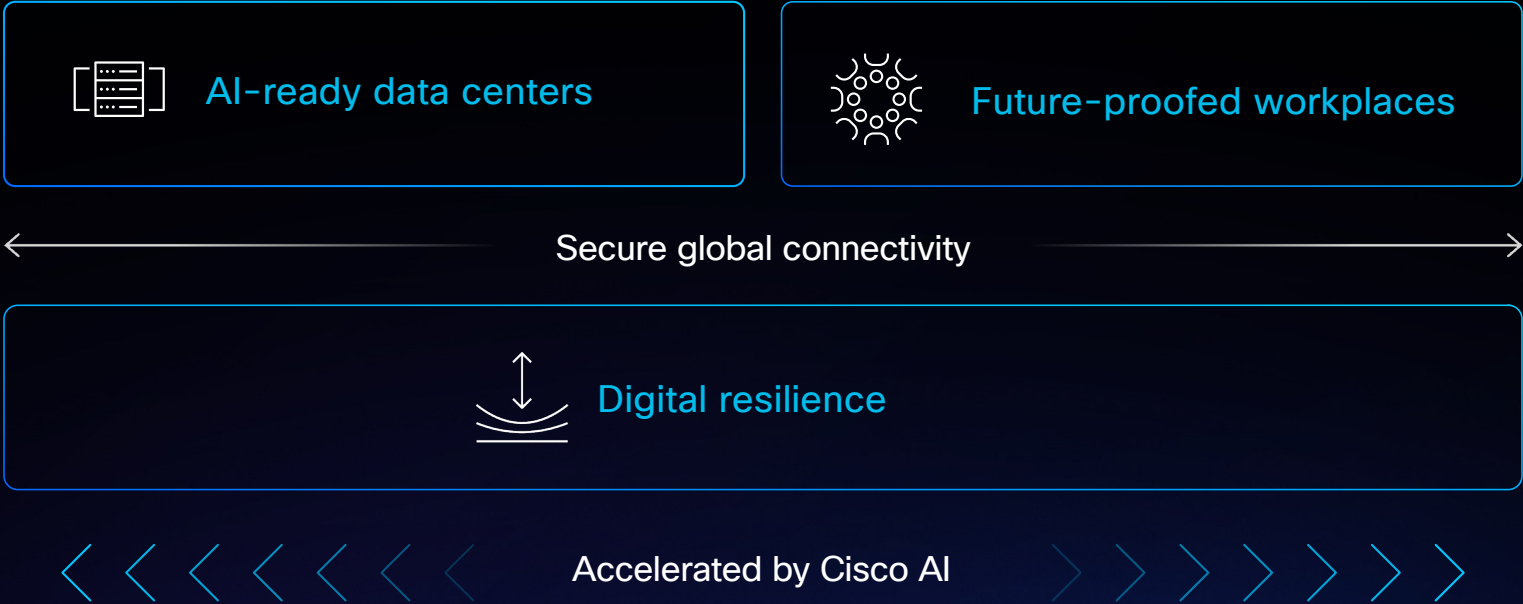 AI-ready data centers
Future-proofed workplaces
Secure global connectivity
Digital resilience
Accelerated by Cisco AI